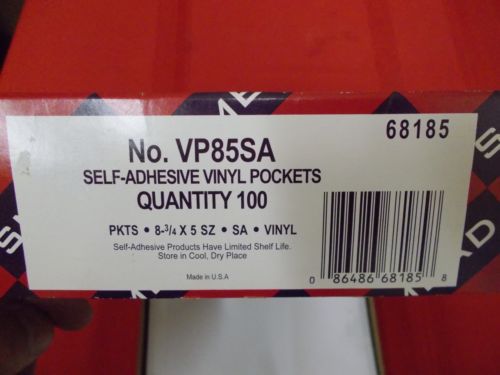 68185
No. VP85SA
SELF-ADHESIVE VINYL POCKETS
QUANTITY 100
PKTS • 8-3/4 X 5 SZ • SA • VINYL
Self-Adhesive Products Have Limited Shelf Life.
Store in Cool, Dry Place
Made in U.S.A
0 86486 68185 8